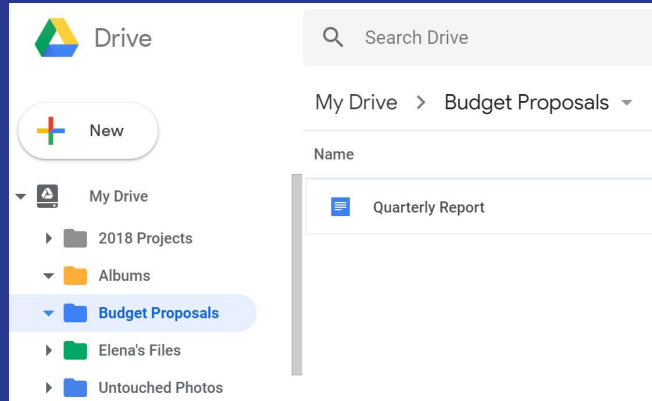 Drive
Search Drive
My Drive > Budget Proposals
New
Name
My Drive
Quarterly Report
2018 Projects
Albums
Budget Proposals
Elena's Files
Untouched Photos